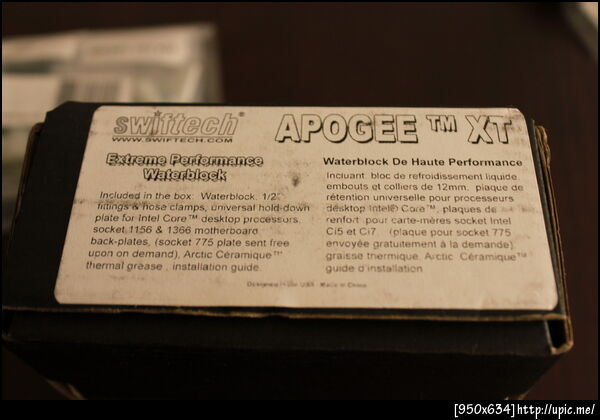 swiftech®
WWW.SWIFTECH.COM
APOGEE ™ XT
Extreme Performance
Waterblock
Included in the box: Waterblock, 1/2"
fittings & hose clamps, universal hold-down
plate for Intel Core™ desktop processors,
socket 1156 & 1366 motherboard
back-plates, (socket 775 plate sent free
upon on demand), Arctic Céramique™
thermal grease, installation guide.
Waterblock De Haute Performance
Incluant: bloc de refroidissement liquide,
embouts et colliers de 12mm, plaque de
rétention universelle pour processeurs
désktop Intel® Core™, plaques de
renfort pour carte-mères socket Intel
Ci5 et Ci7, (plaque pour socket 775
envoyée gratuitement à la demande),
graisse thermique Arctic Céramique™
guide d'installation.
Designed in the USA - Made in China
[950x634]http://upic.me/